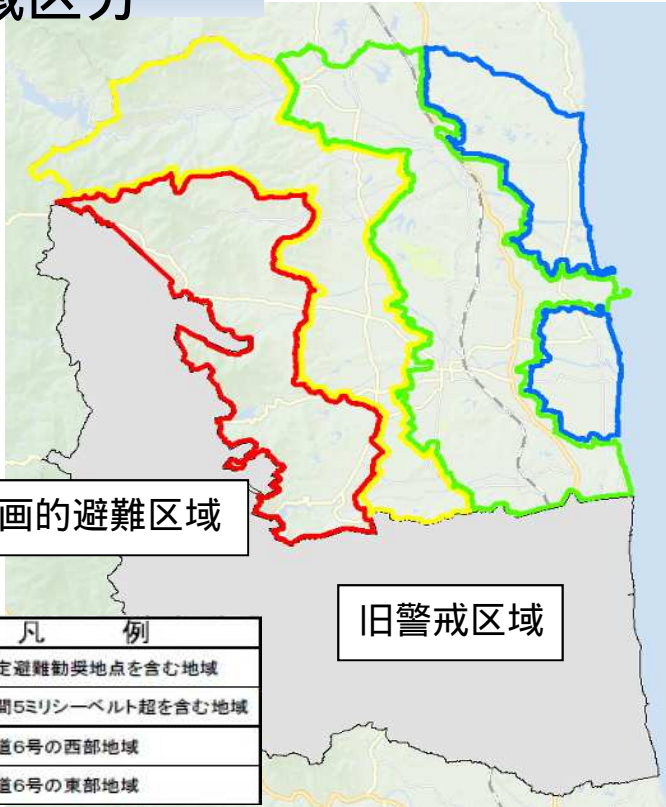 域区分
画的避難区域
旧警戒区域
凡 例
定避難勧奨地点を含む地域
間5ミリシーベルト超を含む地域
道6号の西部地域
道6号の東部地域